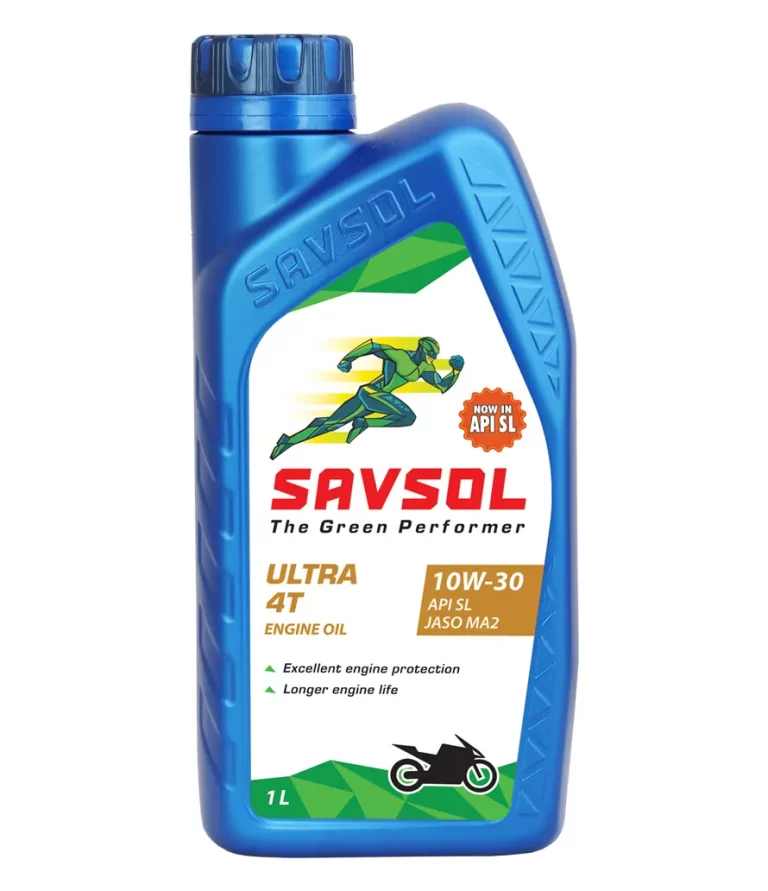 SAVSOL
NOW IN
API SL
SAVSOL
The Green Performer
ULTRA
4T
ENGINE OIL
10W-30
API SL
JASO MA2
Excellent engine protection
Longer engine life
1 L